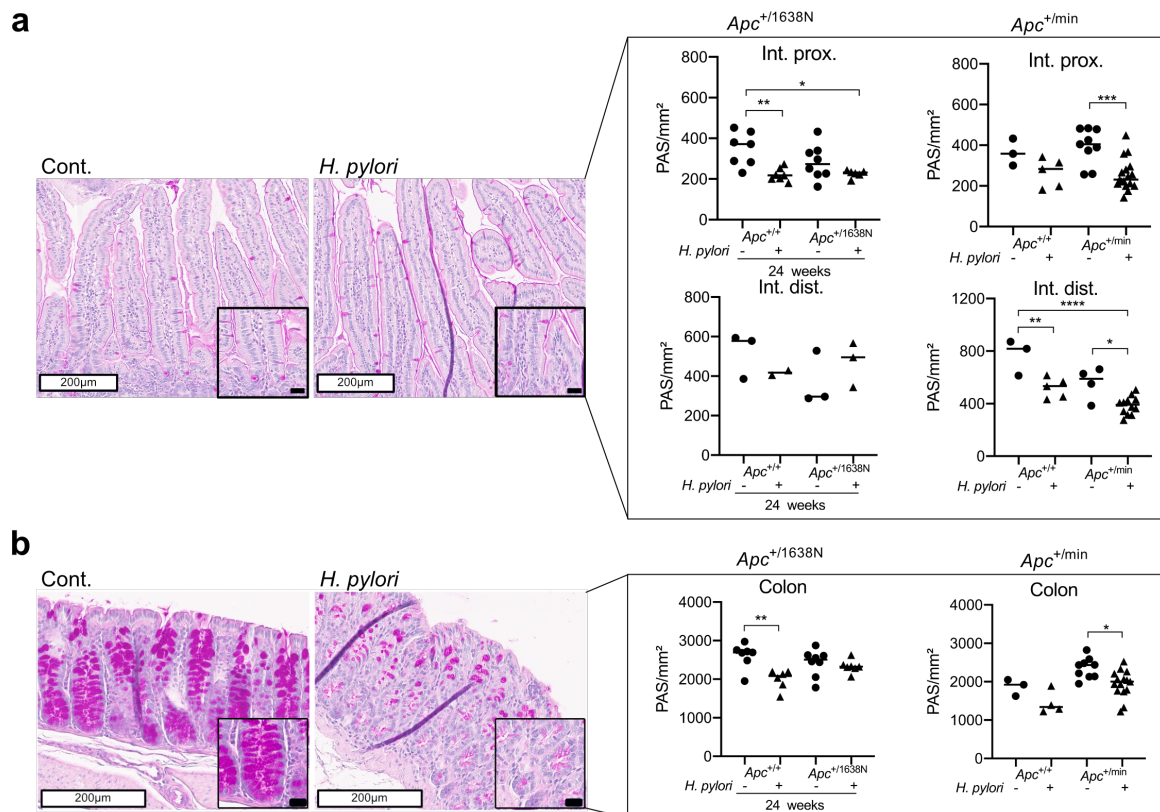 a
Cont.
H. pylori
200µm
200µm
Apc+/1638N
Apc+/min
Int. prox.
PAS/mm²
800
600
400
200
0
*
**
Apc+/+
Apc+/1638N
H. pylori
- + - +
24 weeks
Int. prox.
PAS/mm²
800
600
400
200
0
***
Apc+/+
Apc+/min
H. pylori
- + - +
Int. dist.
PAS/mm²
800
600
400
200
0
Apc+/+
Apc+/1638N
H. pylori
- + - +
24 weeks
Int. dist.
PAS/mm²
1200
800
400
0
****
**
*
Apc+/+
Apc+/min
H. pylori
- + - +
b
Cont.
H. pylori
200µm
200µm
Apc+/1638N
Apc+/min
Colon
PAS/mm²
4000
3000
2000
1000
0
**
Apc+/+
Apc+/1638N
H. pylori
- + - +
24 weeks
Colon
PAS/mm²
4000
3000
2000
1000
0
*
Apc+/+
Apc+/min
H. pylori
- + - +